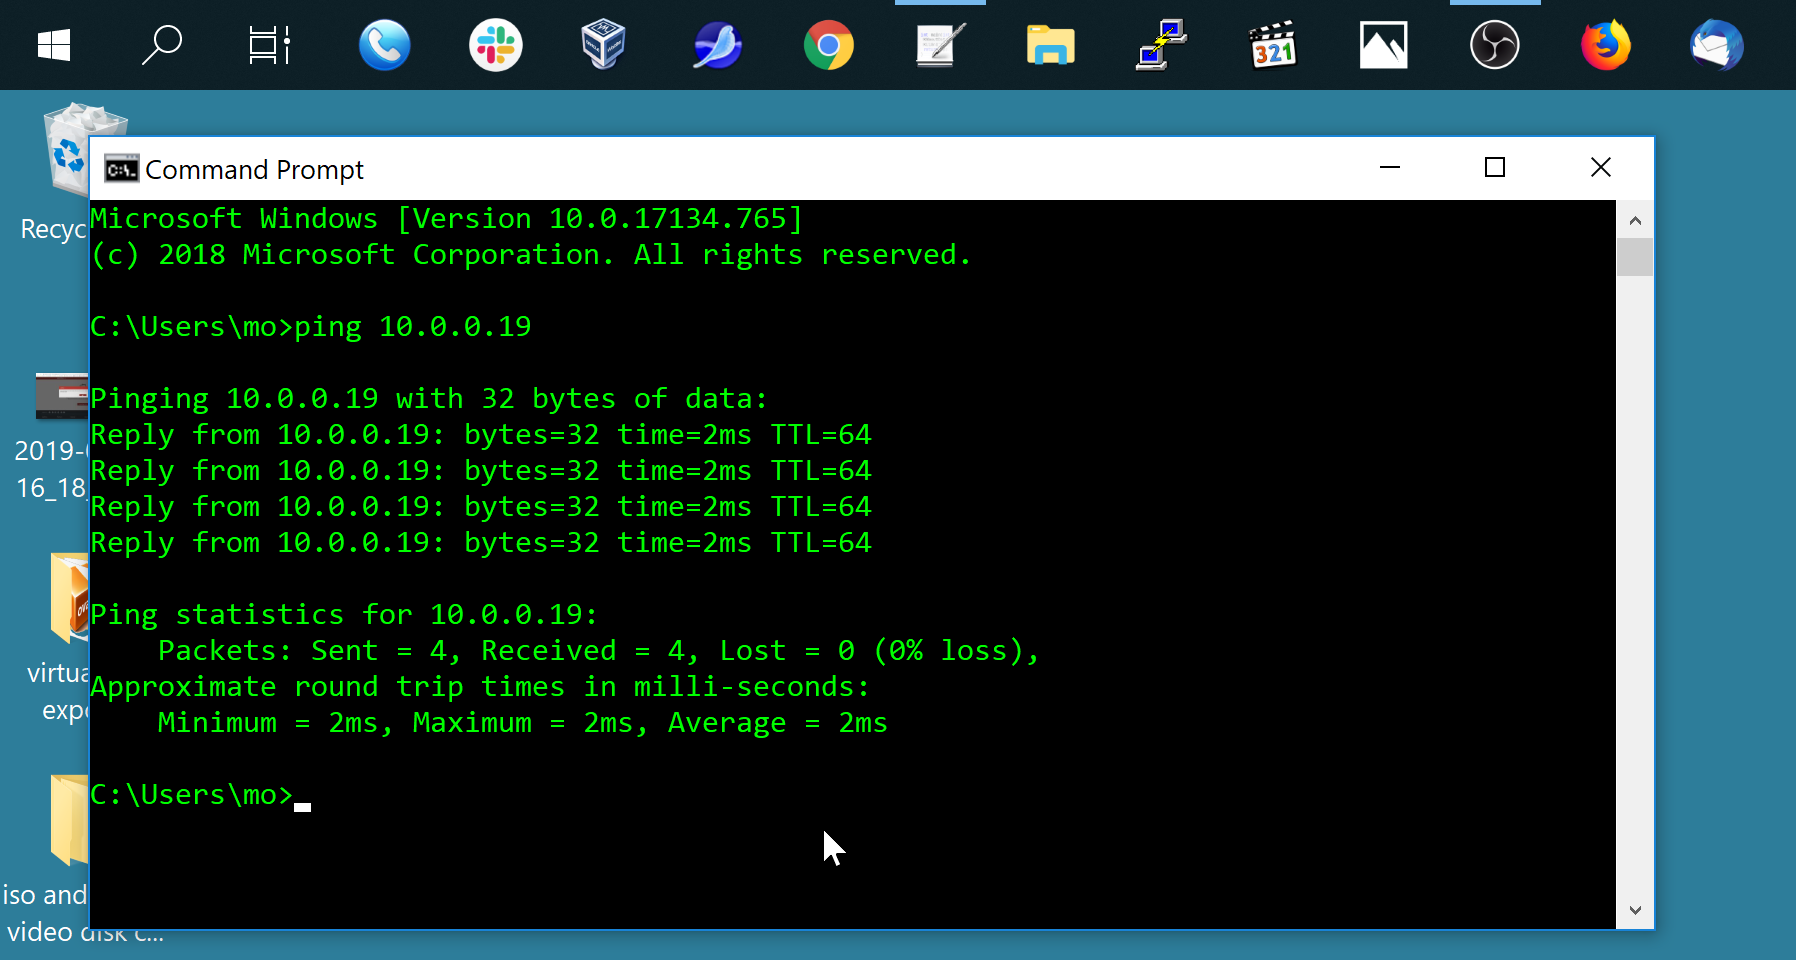 321
Command Prompt
Microsoft Windows [Version 10.0.17134.765]
(c) 2018 Microsoft Corporation. All rights reserved.
C:\Users\mo>ping 10.0.0.19
Pinging 10.0.0.19 with 32 bytes of data:
Reply from 10.0.0.19: bytes=32 time=2ms TTL=64
Reply from 10.0.0.19: bytes=32 time=2ms TTL=64
Reply from 10.0.0.19: bytes=32 time=2ms TTL=64
Reply from 10.0.0.19: bytes=32 time=2ms TTL=64
Ping statistics for 10.0.0.19:
Packets: Sent = 4, Received = 4, Lost = 0 (0% loss),
Approximate round trip times in milli-seconds:
Minimum = 2ms, Maximum = 2ms, Average = 2ms
C:\Users\mo>
Recyc
2019-
16_18
virtua
expo
iso and
video disk c...